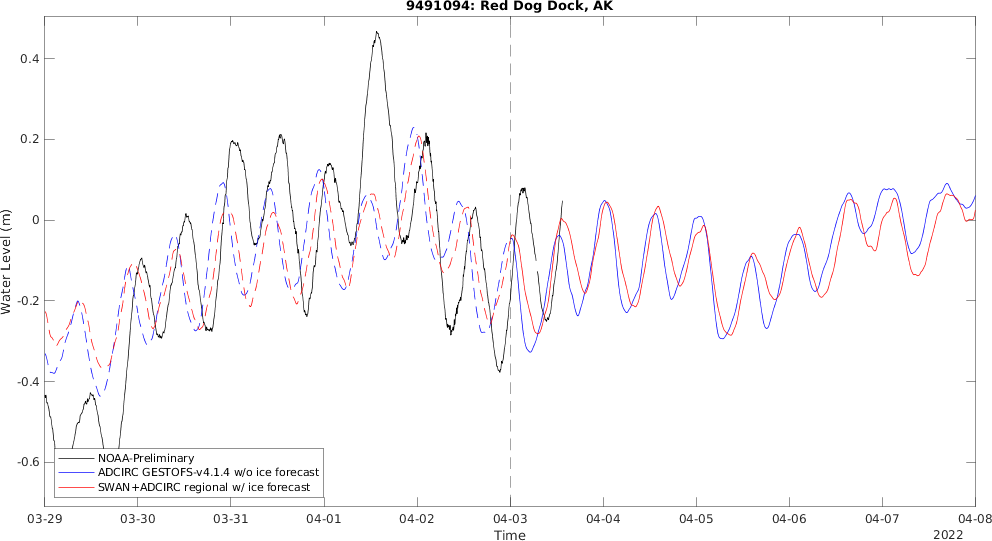 9491094: Red Dog Dock, AK
Water Level (m)
0.4
0.2
0
-0.2
-0.4
-0.6
NOAA-Preliminary
ADCIRC GESTOFS-v4.1.4 w/o ice forecast
SWAN+ADCIRC regional w/ ice forecast
03-29 03-30 03-31 04-01 04-02 04-03 04-04 04-05 04-06 04-07 04-08
Time
2022